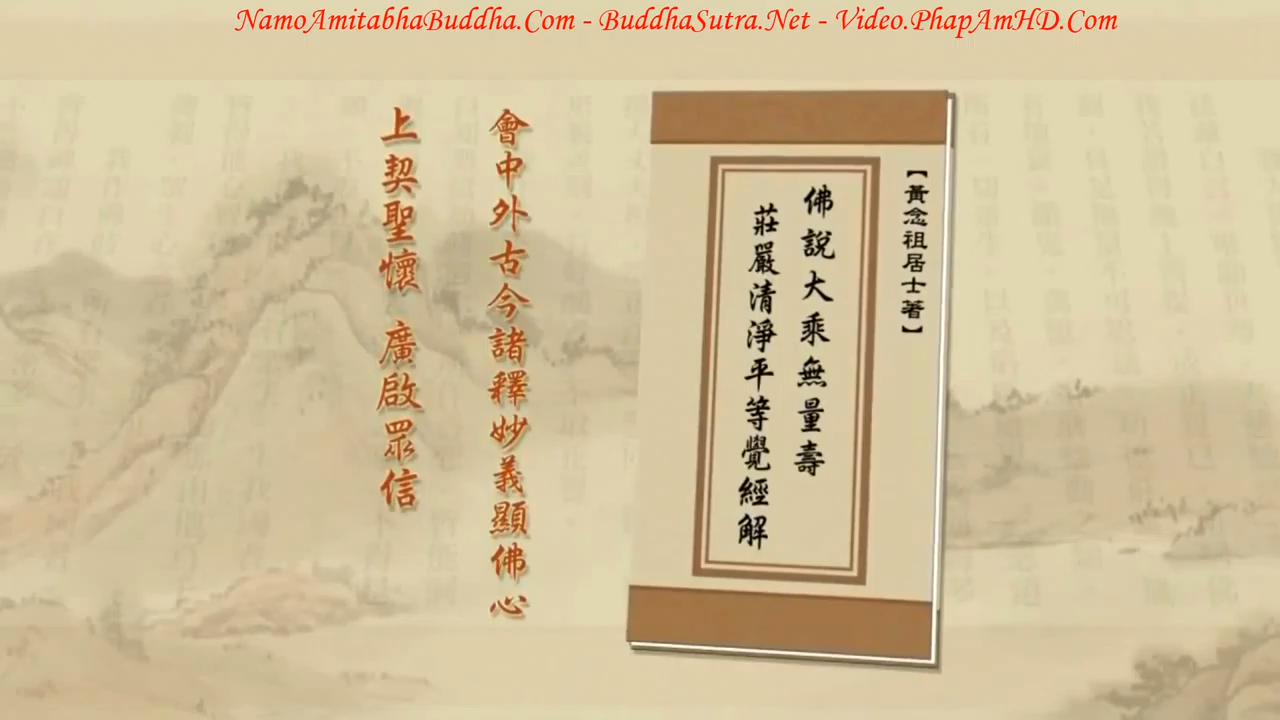 NamoAmitabhaBuddha.Com - BuddhaSutra.Net - Video.PhapAmHD.Com
【黃念祖居士著】
佛說大乘無量壽
莊嚴清淨平等覺經解
會中外古今諸釋妙義顯佛心
上契聖懷 廣啟眾信